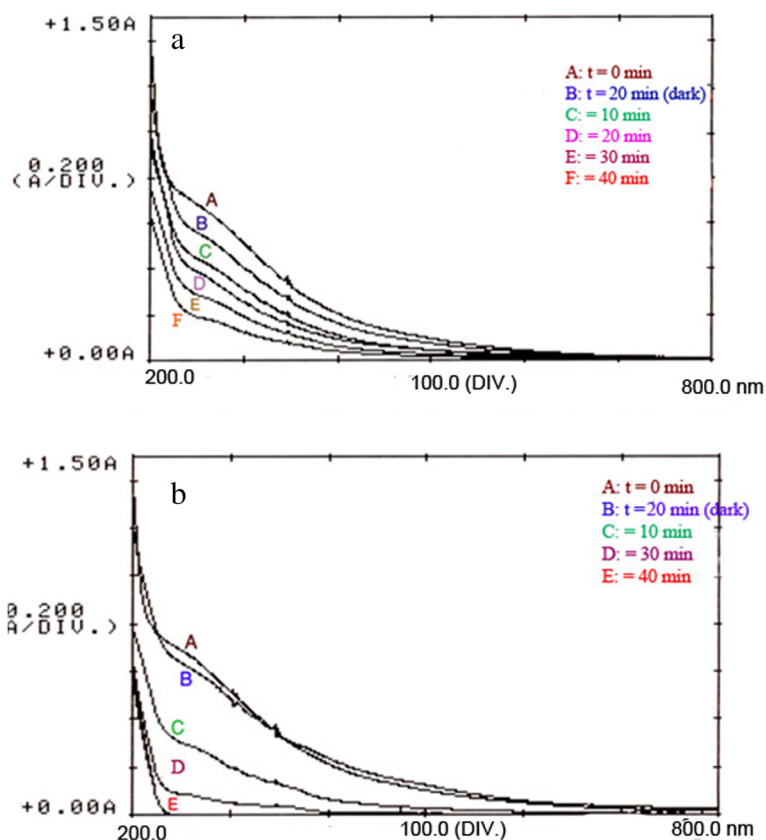 +1.50A
a
A: t = 0 min
B: t=20 min (dark)
C: = 10 min
D: = 20 min
E: = 30 min
F: = 40 min
0.200
(A/DIV.)
A
B
C
D
E
F
+0.00A
200.0
100.0 (DIV.)
800.0 nm
+1.50A
b
A: t = 0 min
B: t =20 min (dark)
C: = 10 min
D: = 30 min
E: = 40 min
0.200
A/DIV.)
A
B
C
D
E
+0.00A
200.0
100.0 (DIV.)
800.0 nm